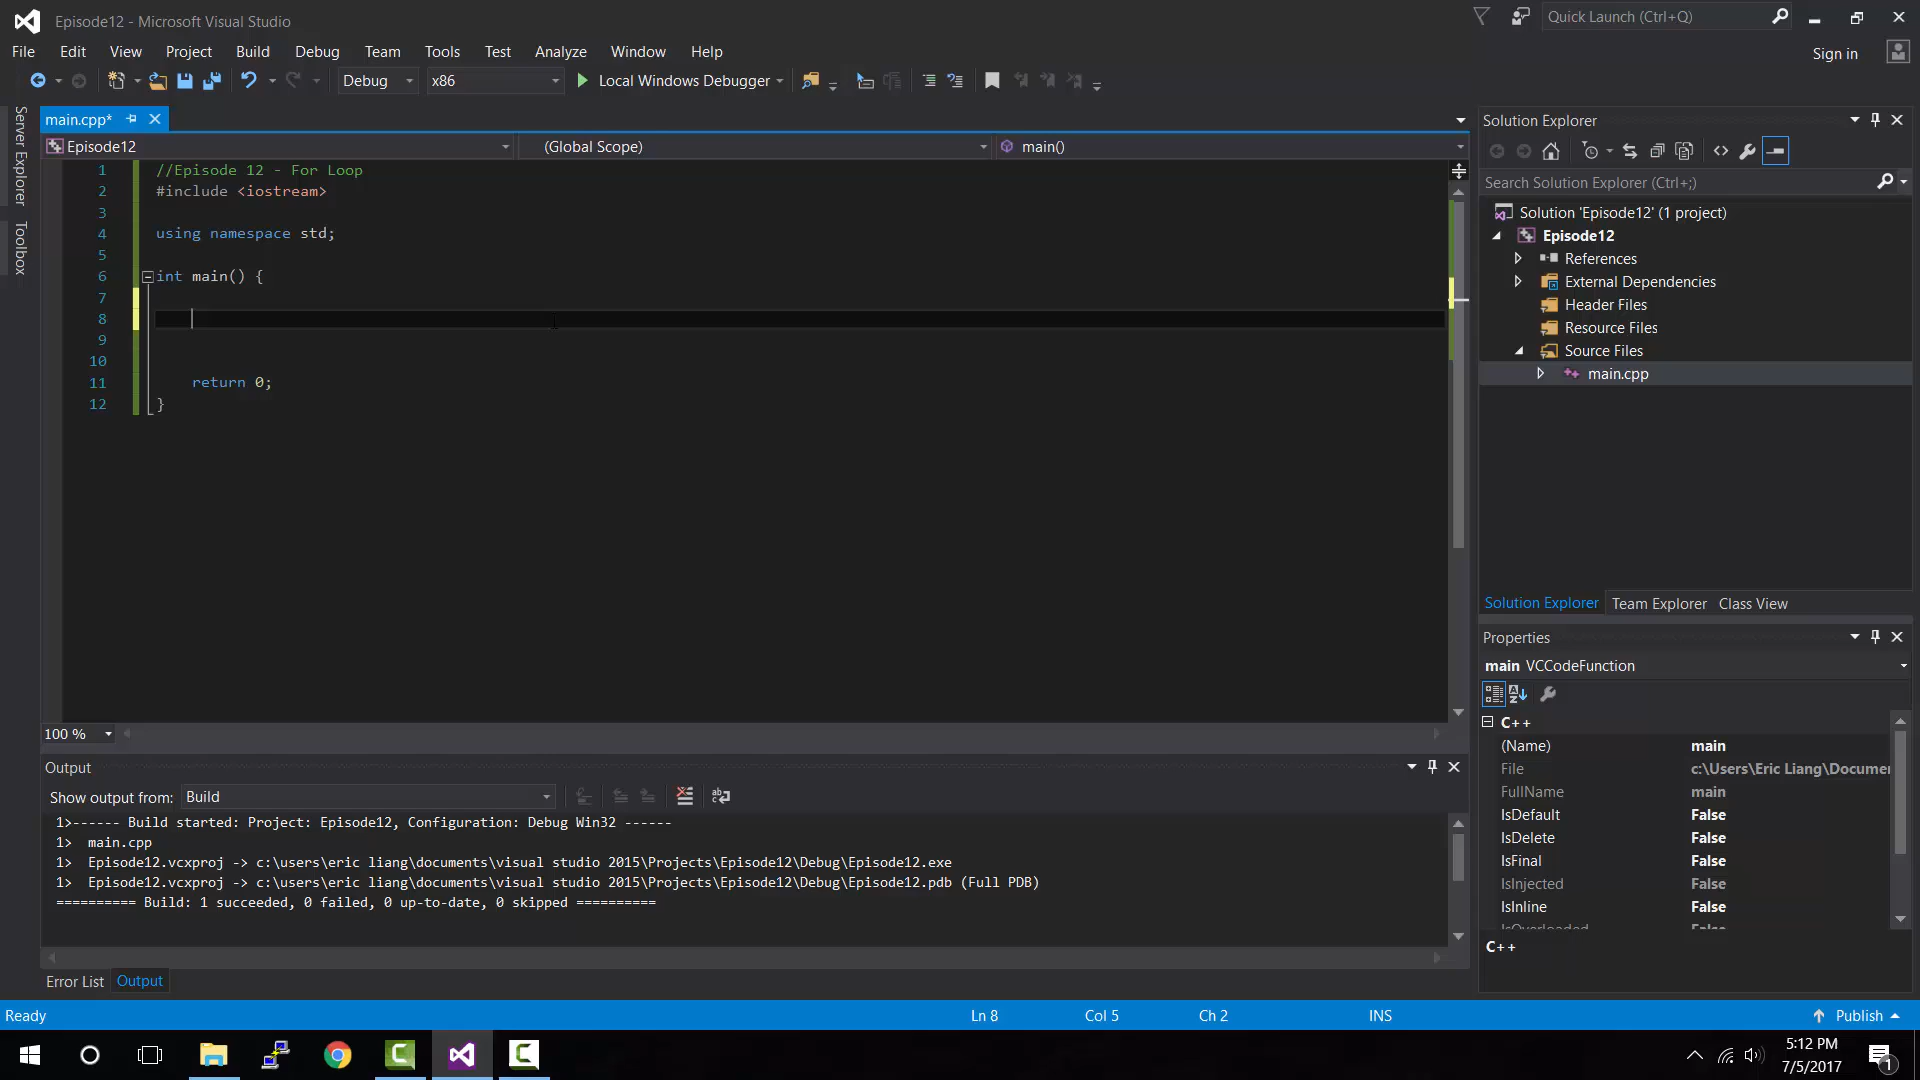 Episode12 - Microsoft Visual Studio
Quick Launch (Ctrl+Q)
File Edit View Project Build Debug Team Tools Test Analyze Window Help
Sign in
Debug x86 Local Windows Debugger
Server Explorer
Toolbox
main.cpp*
Episode12 (Global Scope) main()
1 //Episode 12 - For Loop
2 #include <iostream>
3
4 using namespace std;
5
6 int main() {
7
8
9
10
11 return 0;
12 }
100 %
Output
Show output from: Build
1>------ Build started: Project: Episode12, Configuration: Debug Win32 ------
1> main.cpp
1> Episode12.vcxproj -> c:\users\eric liang\documents\visual studio 2015\Projects\Episode12\Debug\Episode12.exe
1> Episode12.vcxproj -> c:\users\eric liang\documents\visual studio 2015\Projects\Episode12\Debug\Episode12.pdb (Full PDB)
========== Build: 1 succeeded, 0 failed, 0 up-to-date, 0 skipped ==========
Error List Output
Solution Explorer
Search Solution Explorer (Ctrl+;)
Solution 'Episode12' (1 project)
Episode12
References
External Dependencies
Header Files
Resource Files
Source Files
main.cpp
Solution Explorer Team Explorer Class View
Properties
main VCCodeFunction
C++
(Name) main
File c:\Users\Eric Liang\Documen
FullName main
IsDefault False
IsDelete False
IsFinal False
IsInjected False
IsInline False
IsOverloaded False
C++
Ready Ln 8 Col 5 Ch 2 INS Publish
5:12 PM
7/5/2017
1